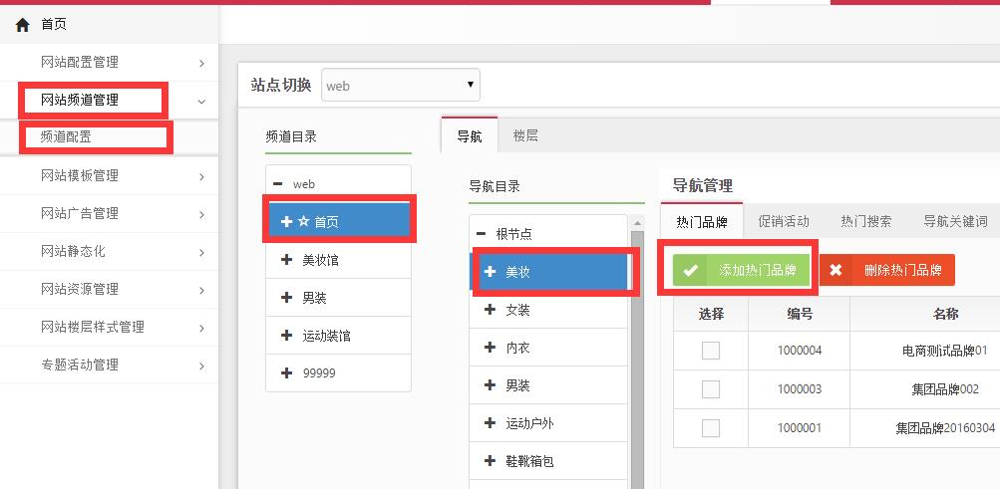 首页
网站配置管理
网站频道管理
频道配置
网站模板管理
网站广告管理
网站静态化
网站资源管理
网站楼层样式管理
专题活动管理
站点切换 web
频道目录
web
首页
美妆馆
男装
运动装馆
99999
导航 楼层
导航目录
根节点
美妆
女装
内衣
男装
运动户外
鞋靴箱包
导航管理
热门品牌 促销活动 热门搜索 导航关键词
添加热门品牌 删除热门品牌
选择 编号 名称
1000004 电商测试品牌01
1000003 集团品牌002
1000001 集团品牌20160304